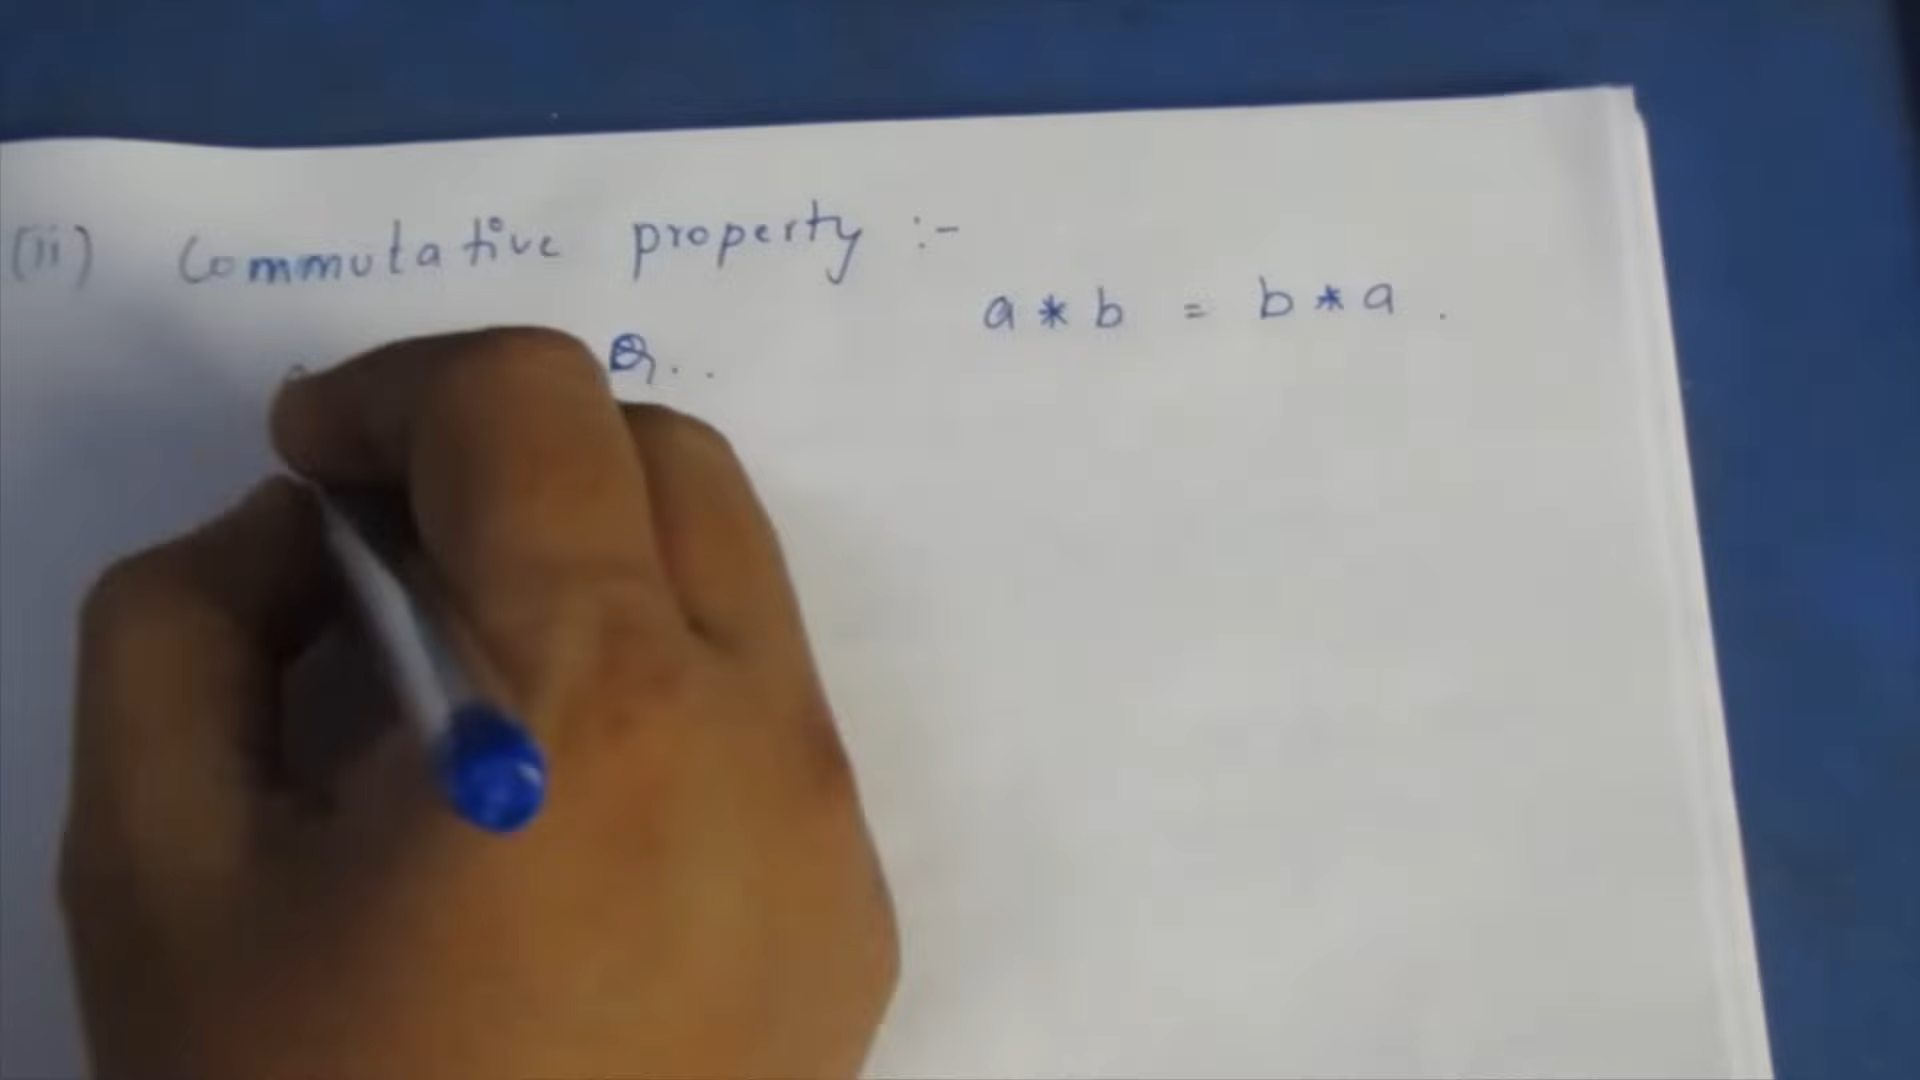 (ii) Commutative property :-
a * b = b * a .
Q . .